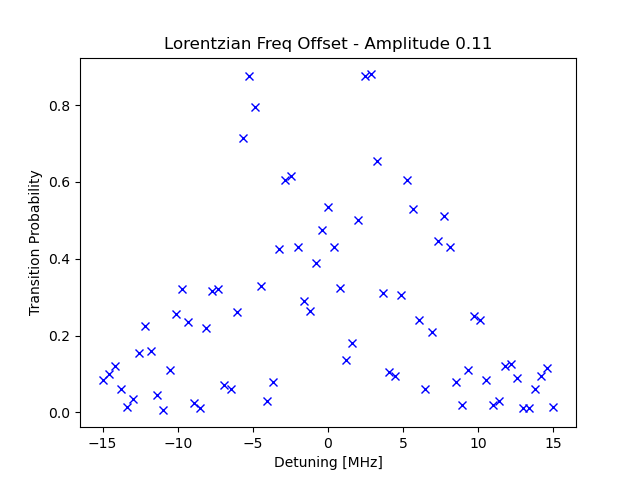 Lorentzian Freq Offset - Amplitude 0.11
Transition Probability
0.8
0.6
0.4
0.2
0.0
−15 −10 −5 0 5 10 15
Detuning [MHz]